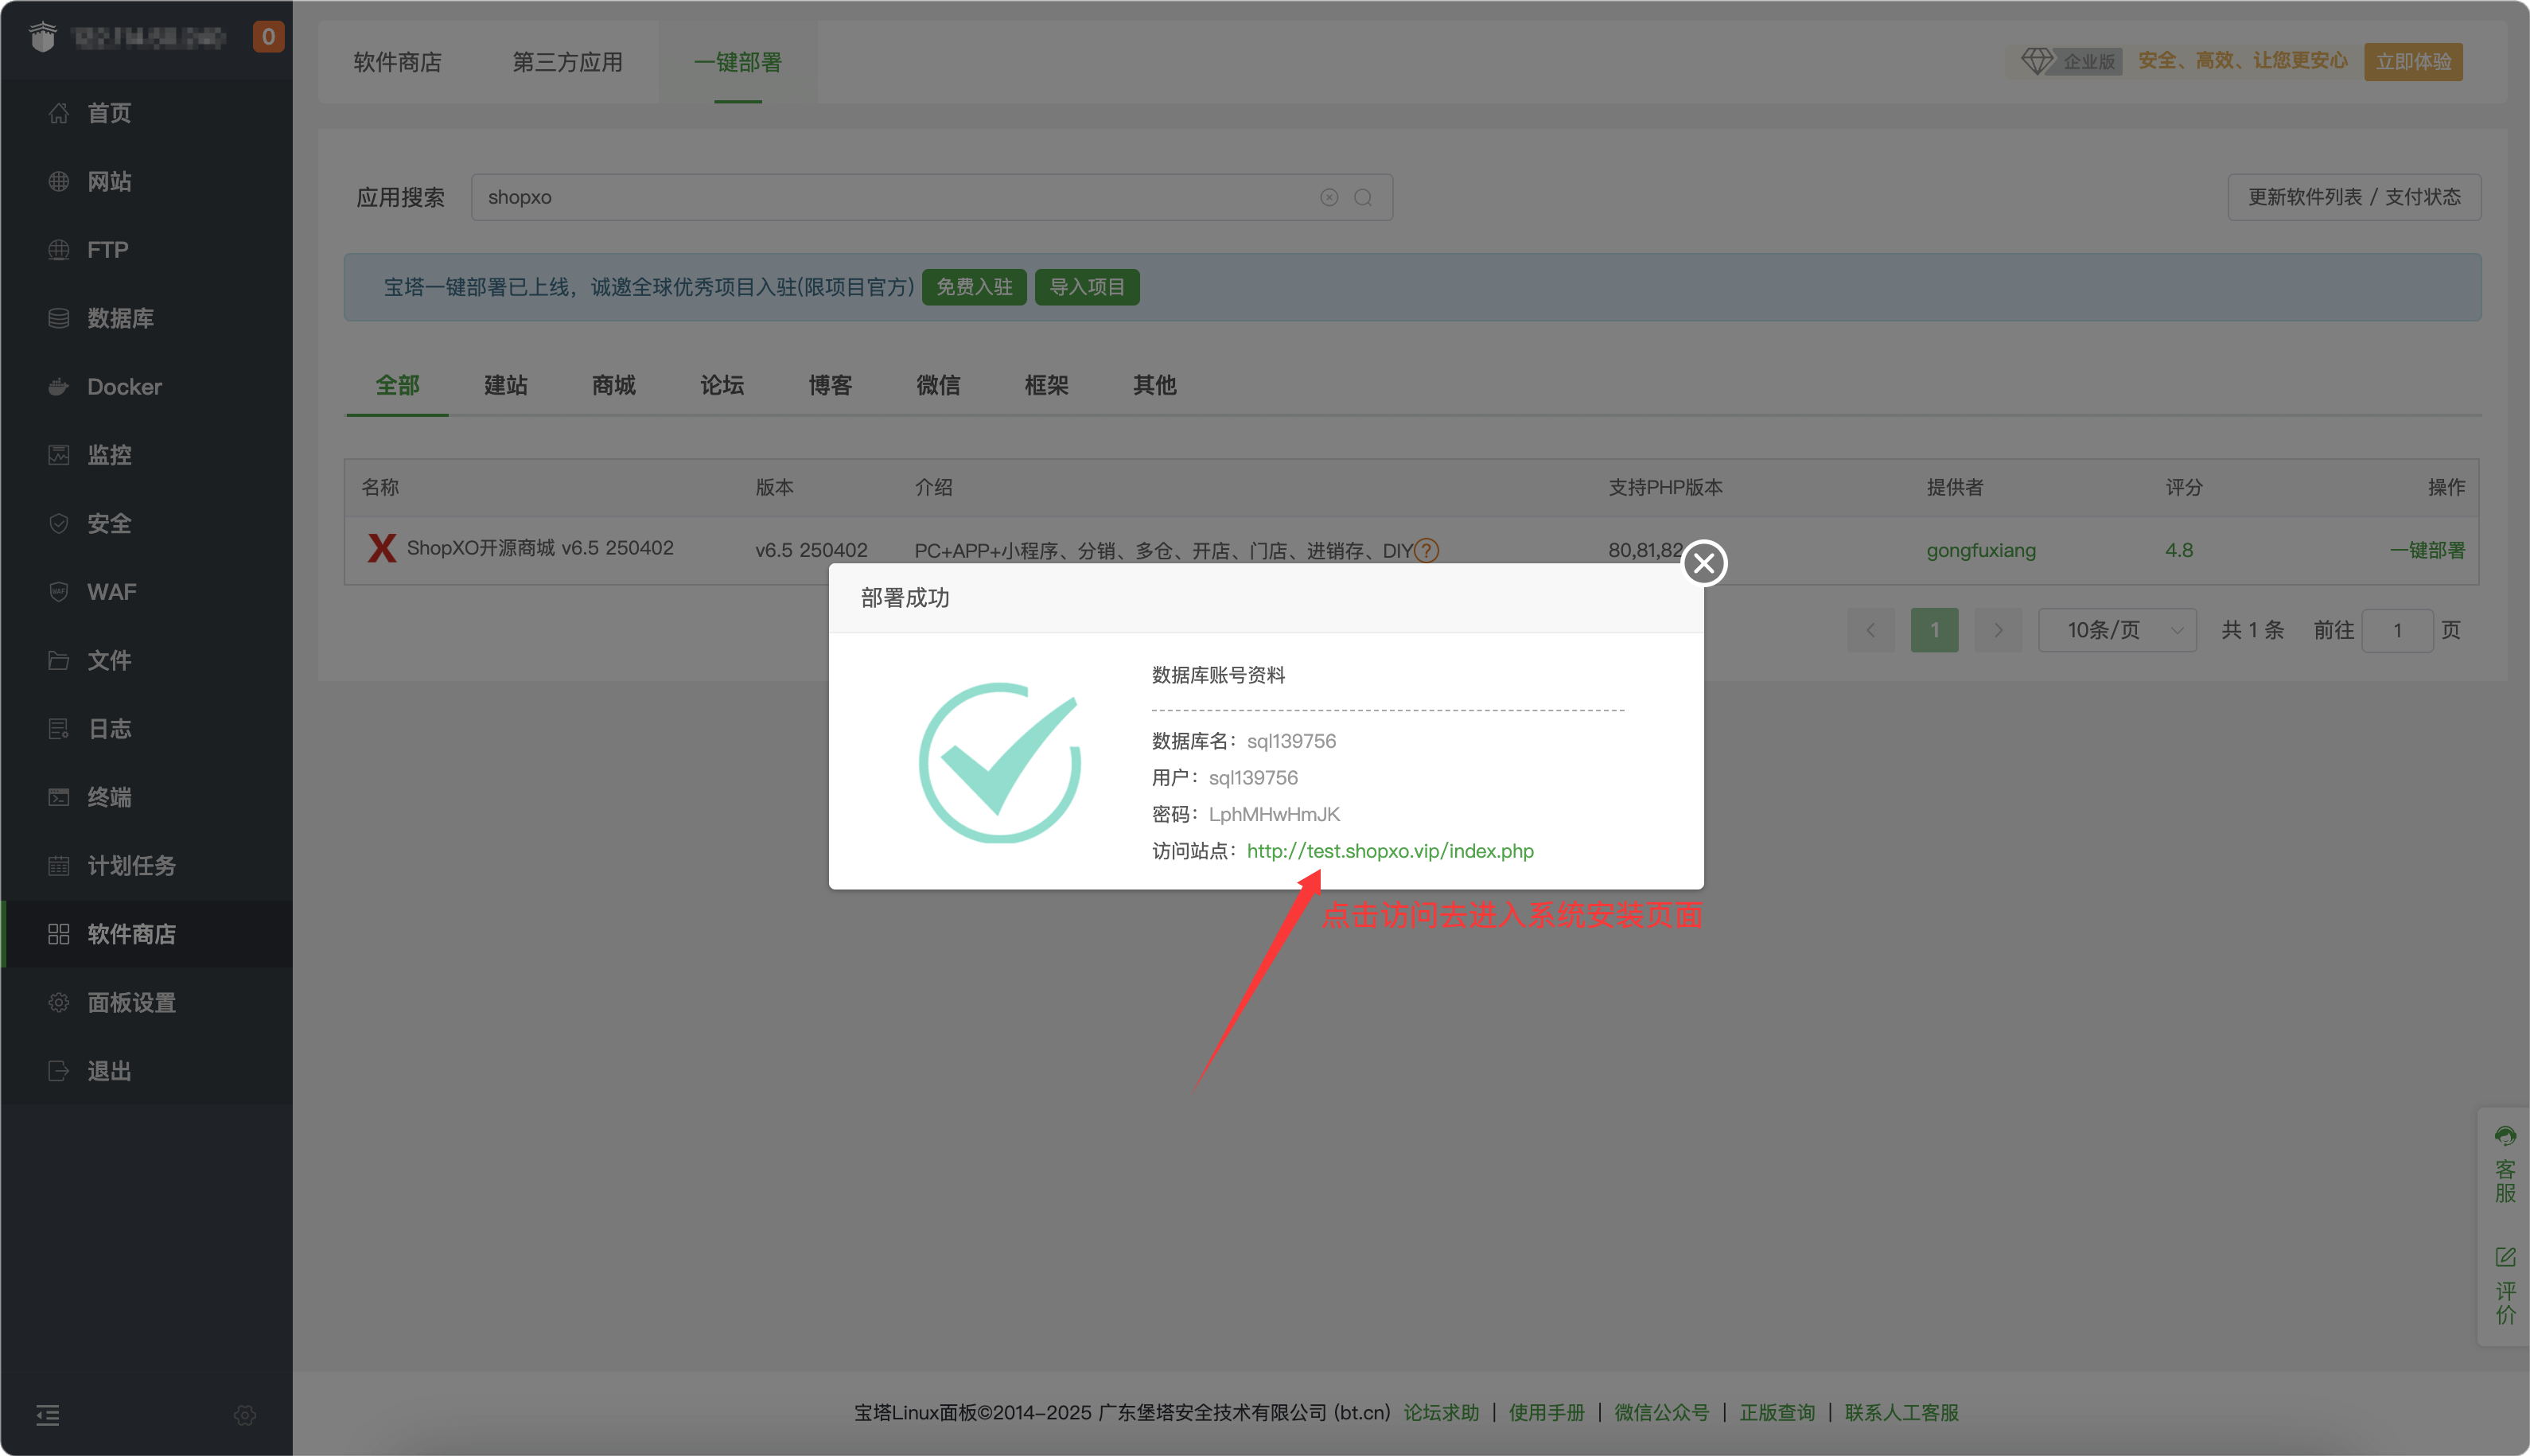 0
首页
网站
FTP
数据库
Docker
监控
安全
WAF
文件
日志
终端
计划任务
软件商店
面板设置
退出
软件商店 第三方应用 一键部署
企业版 安全、高效、让您更安心 立即体验
应用搜索 shopxo 更新软件列表 / 支付状态
宝塔一键部署已上线，诚邀全球优秀项目入驻(限项目官方) 免费入驻 导入项目
全部 建站 商城 论坛 博客 微信 框架 其他
名称 版本 介绍 支持PHP版本 提供者 评分 操作
ShopXO开源商城 v6.5 250402 v6.5 250402 PC+APP+小程序、分销、多仓、开店、门店、进销存、DIY 80,81,82 gongfuxiang 4.8 一键部署
1 10条/页 共 1 条 前往 1 页
部署成功
数据库账号资料
数据库名：sql139756
用户：sql139756
密码：LphMHwHmJK
访问站点：http://test.shopxo.vip/index.php
点击访问去进入系统安装页面
客服
评价
宝塔Linux面板©2014-2025 广东堡塔安全技术有限公司 (bt.cn) 论坛求助 | 使用手册 | 微信公众号 | 正版查询 | 联系人工客服